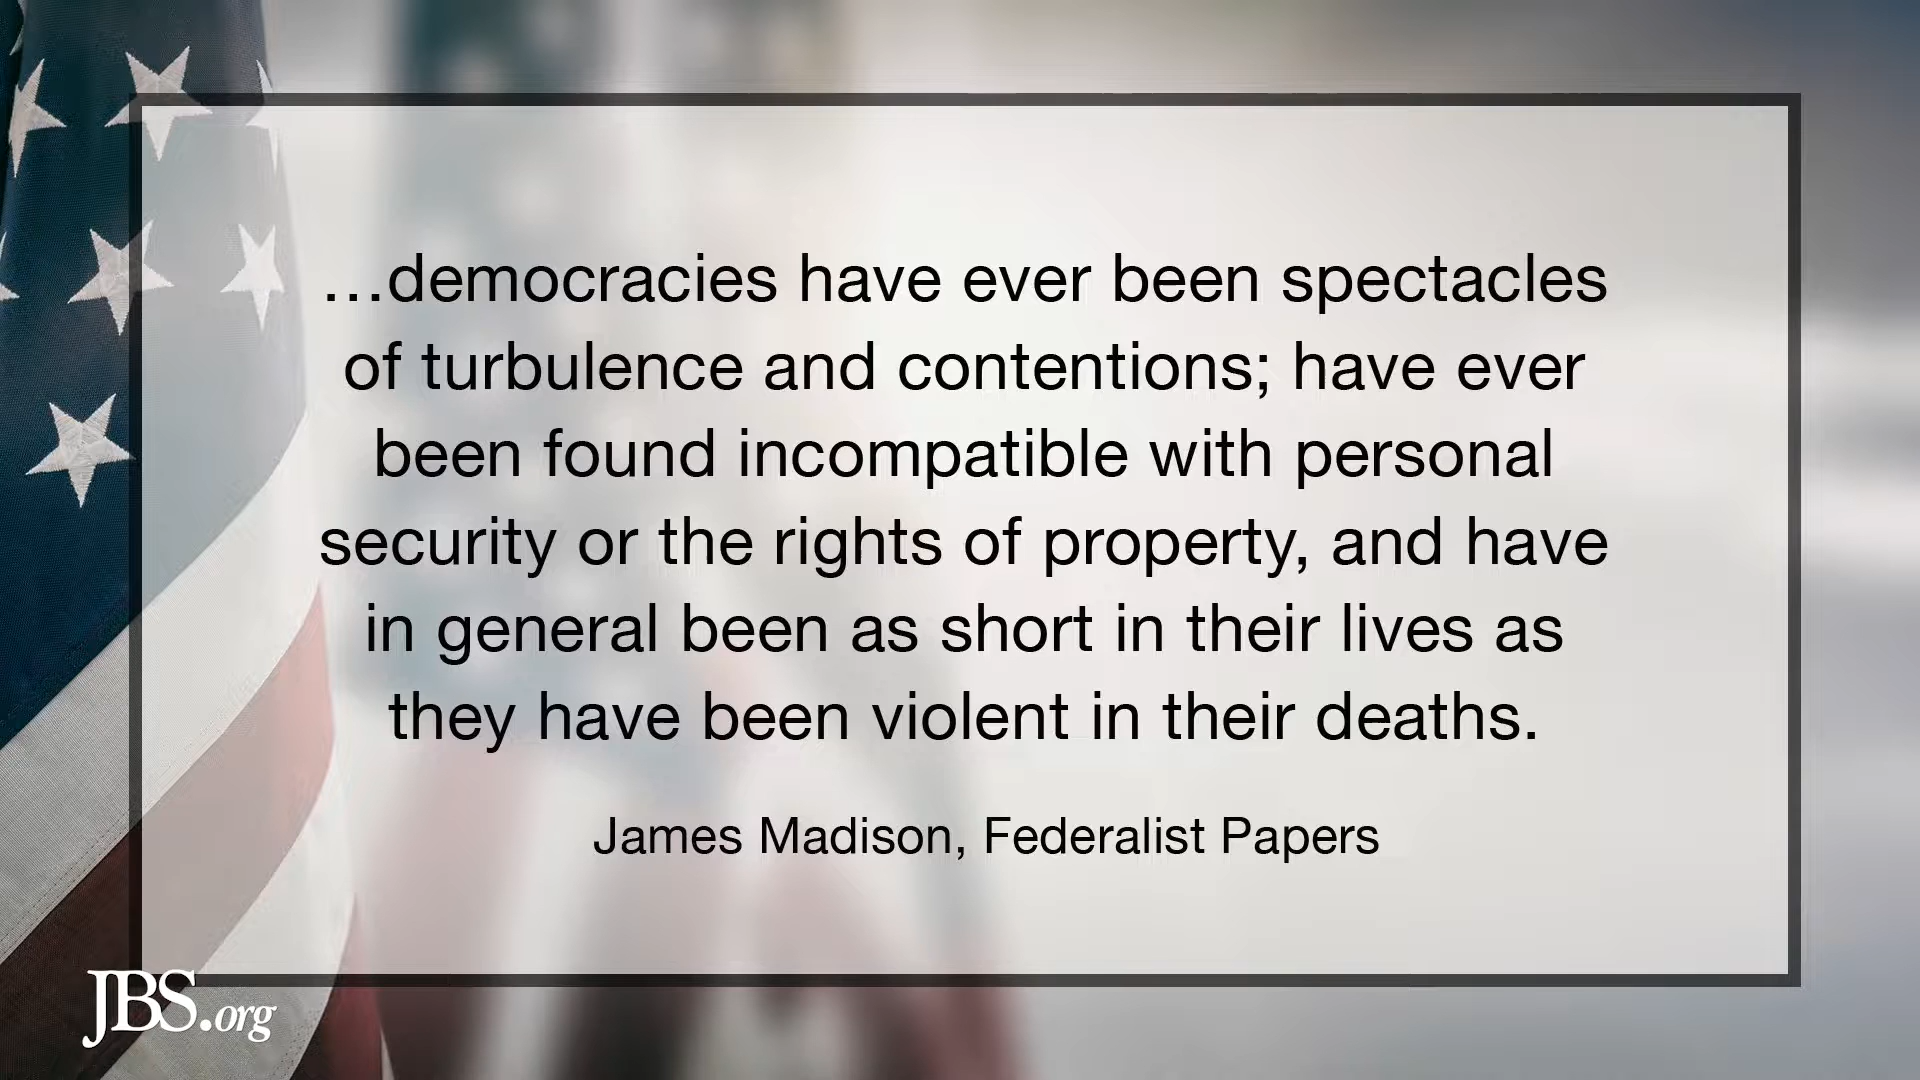 ...democracies have ever been spectacles
of turbulence and contentions; have ever
been found incompatible with personal
security or the rights of property, and have
in general been as short in their lives as
they have been violent in their deaths.
James Madison, Federalist Papers
JBS.org